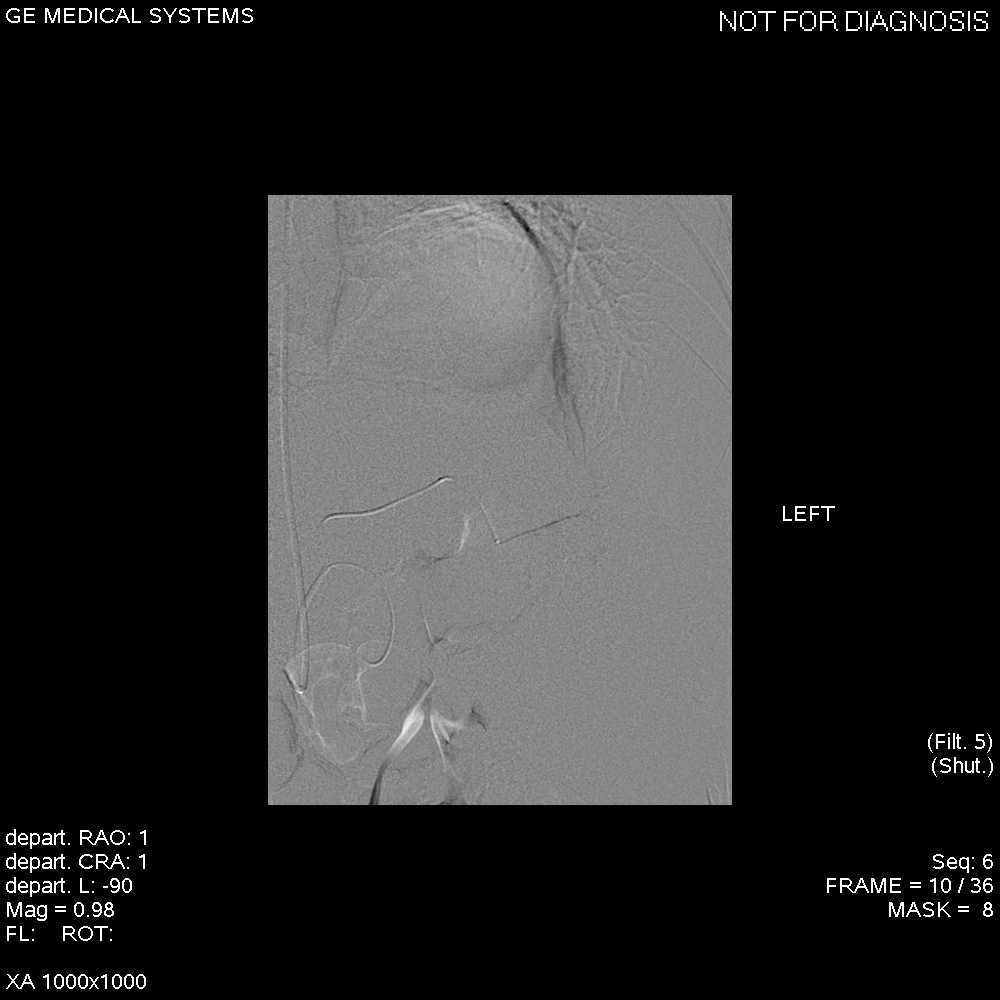 GE MEDICAL SYSTEMS
NOT FOR DIAGNOSIS
LEFT
(Filt. 5)
(Shut.)
depart. RAO: 1
depart. CRA: 1
depart. L: -90
Mag = 0.98
FL: ROT:
XA 1000x1000
Seq: 6
FRAME = 10 / 36
MASK = 8